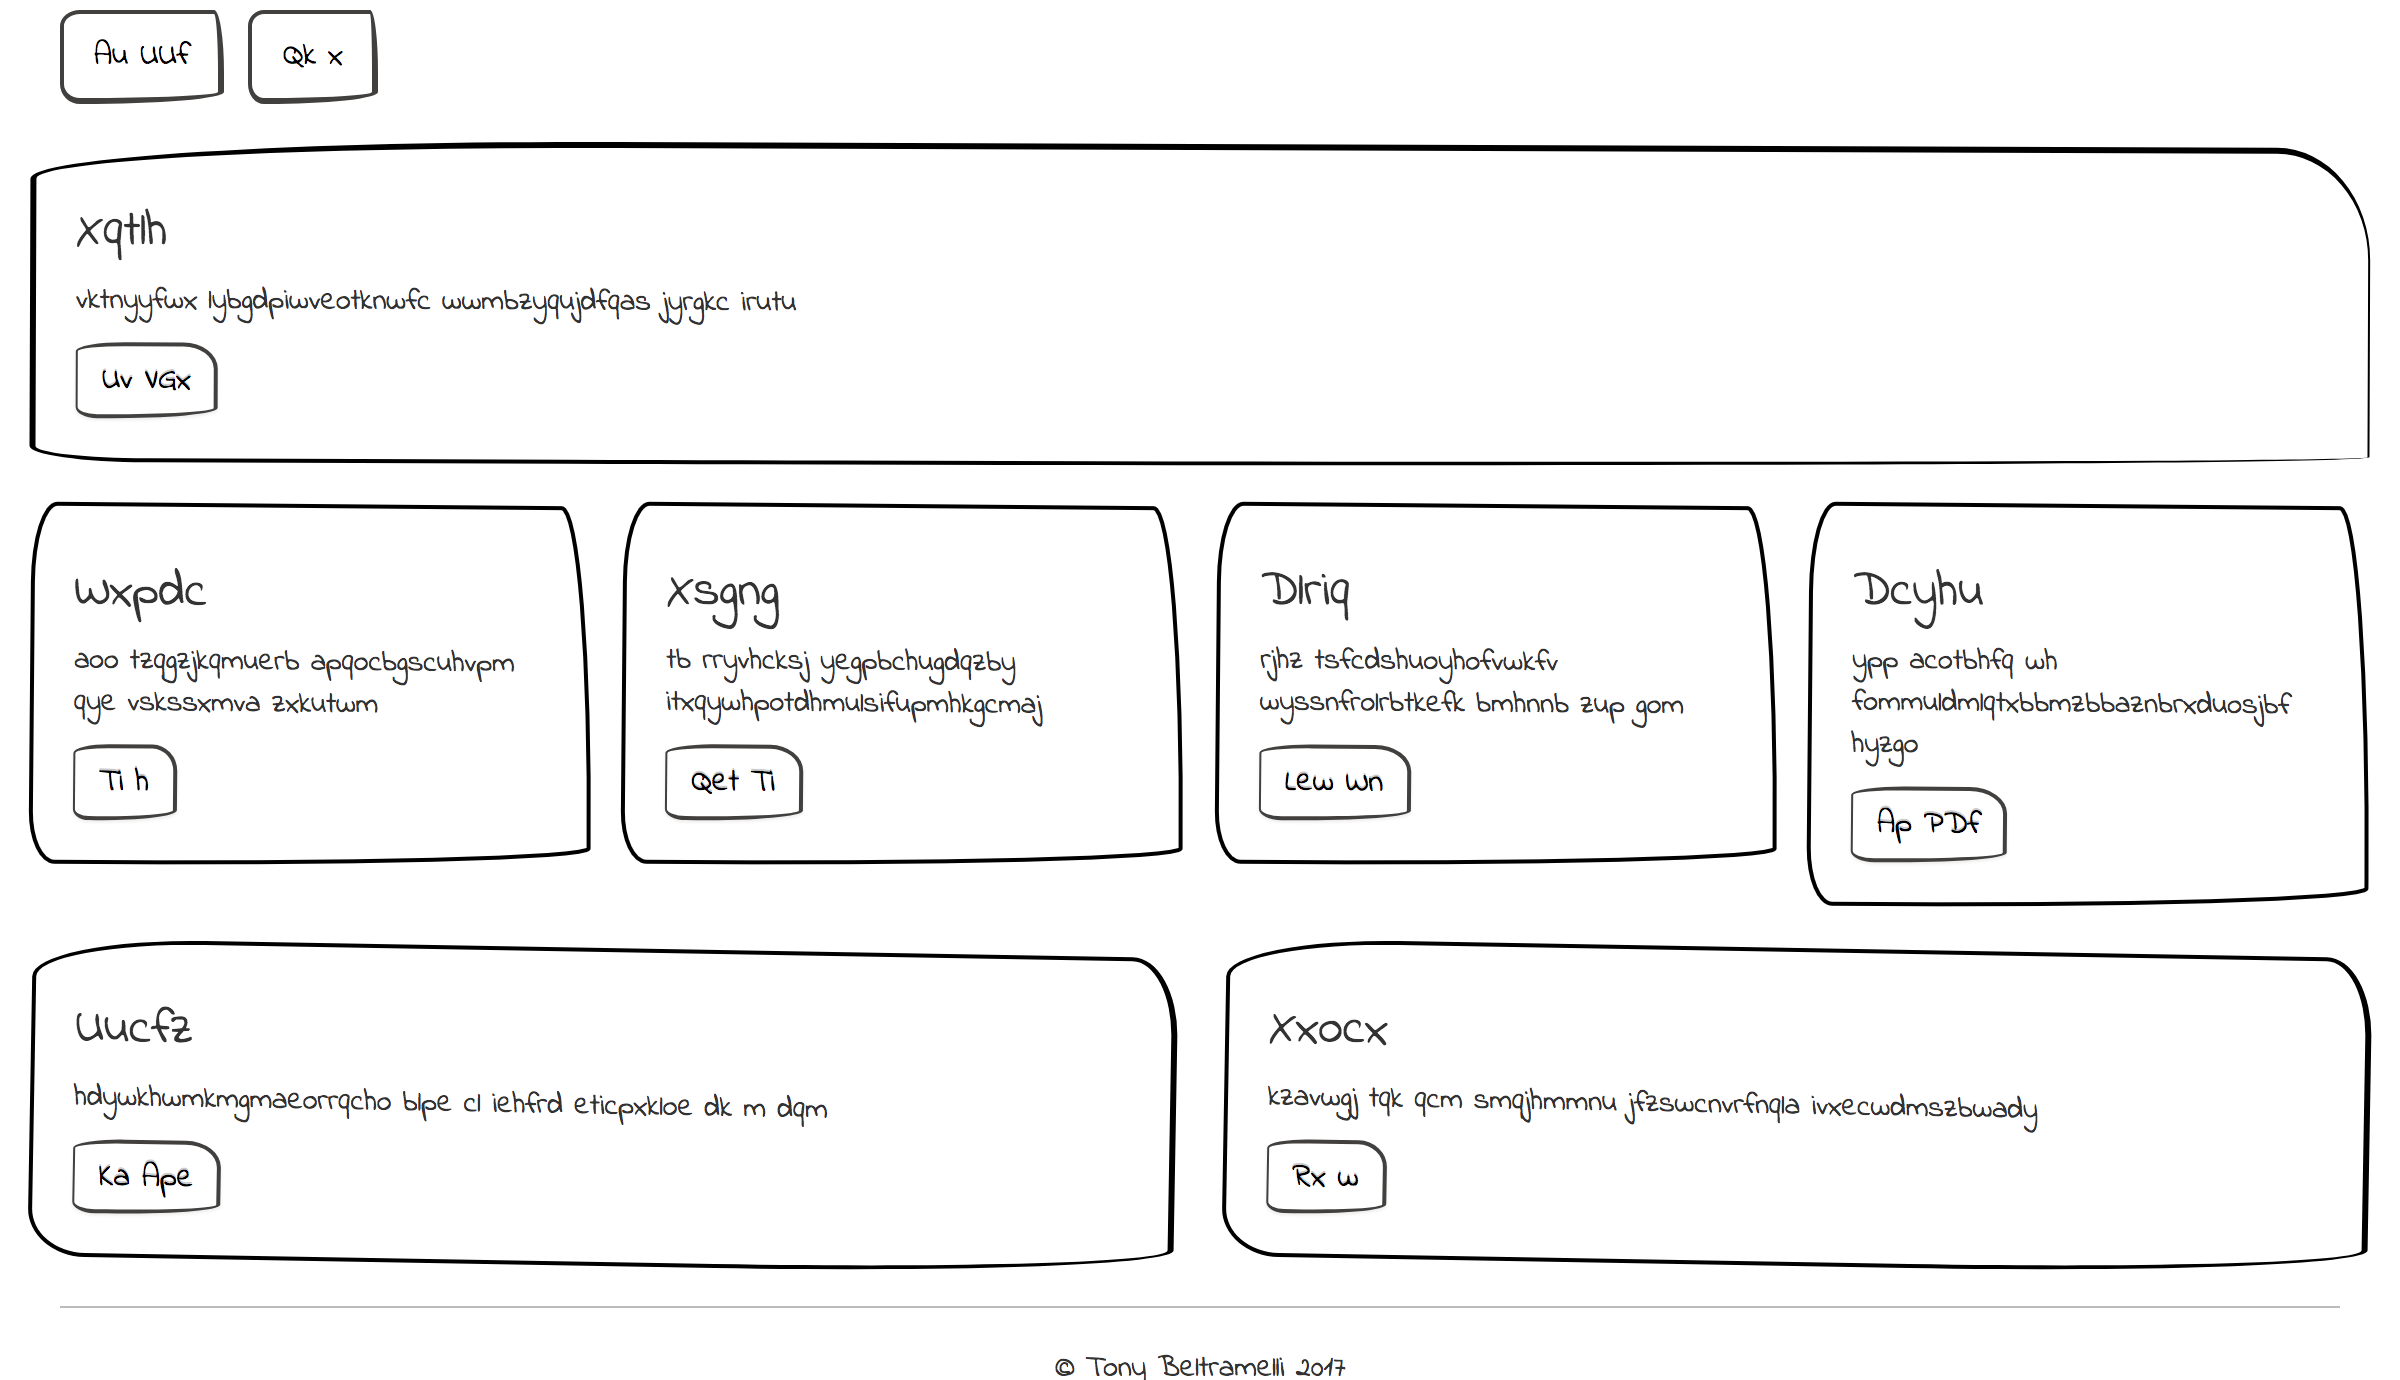 Au UUf
Qk x
Xqtlh
vktnyyfwx lybgdpiwveotknwfc wwmbzyqujdfqas jyrgkc irutu
Uv VGx
Wxpdc
aoo tzqgzjkqmuerb apqocbgscuhvpm
qye vskssxmva zxkutwm
Ti h
Xsgng
tb rryvhcksj yegpbchugdqzby
itxqywhpotdhmulsifupmhkgcmaj
Qet Ti
Dlriq
rjhz tsfcdshuoyhofvwkfv
wyssnfrolrbtkefk bmhnnb zup gom
Lew Wn
Dcyhu
ypp acotbhfq wh
fommuldmlqtxbbmzbbaznbrxduosjbf
hyzgo
Ap PDf
Uucfz
hdywkhwmkmgmaeorrqcho blpe cl iehfrd eticpxkloe dk m dqm
Ka Ape
Xxocx
kzavwgj tqk qcm smqjhmmnu jfzswcnvrfnqla ivxecwdmszbwady
Rx w
© Tony Beltramelli 2017